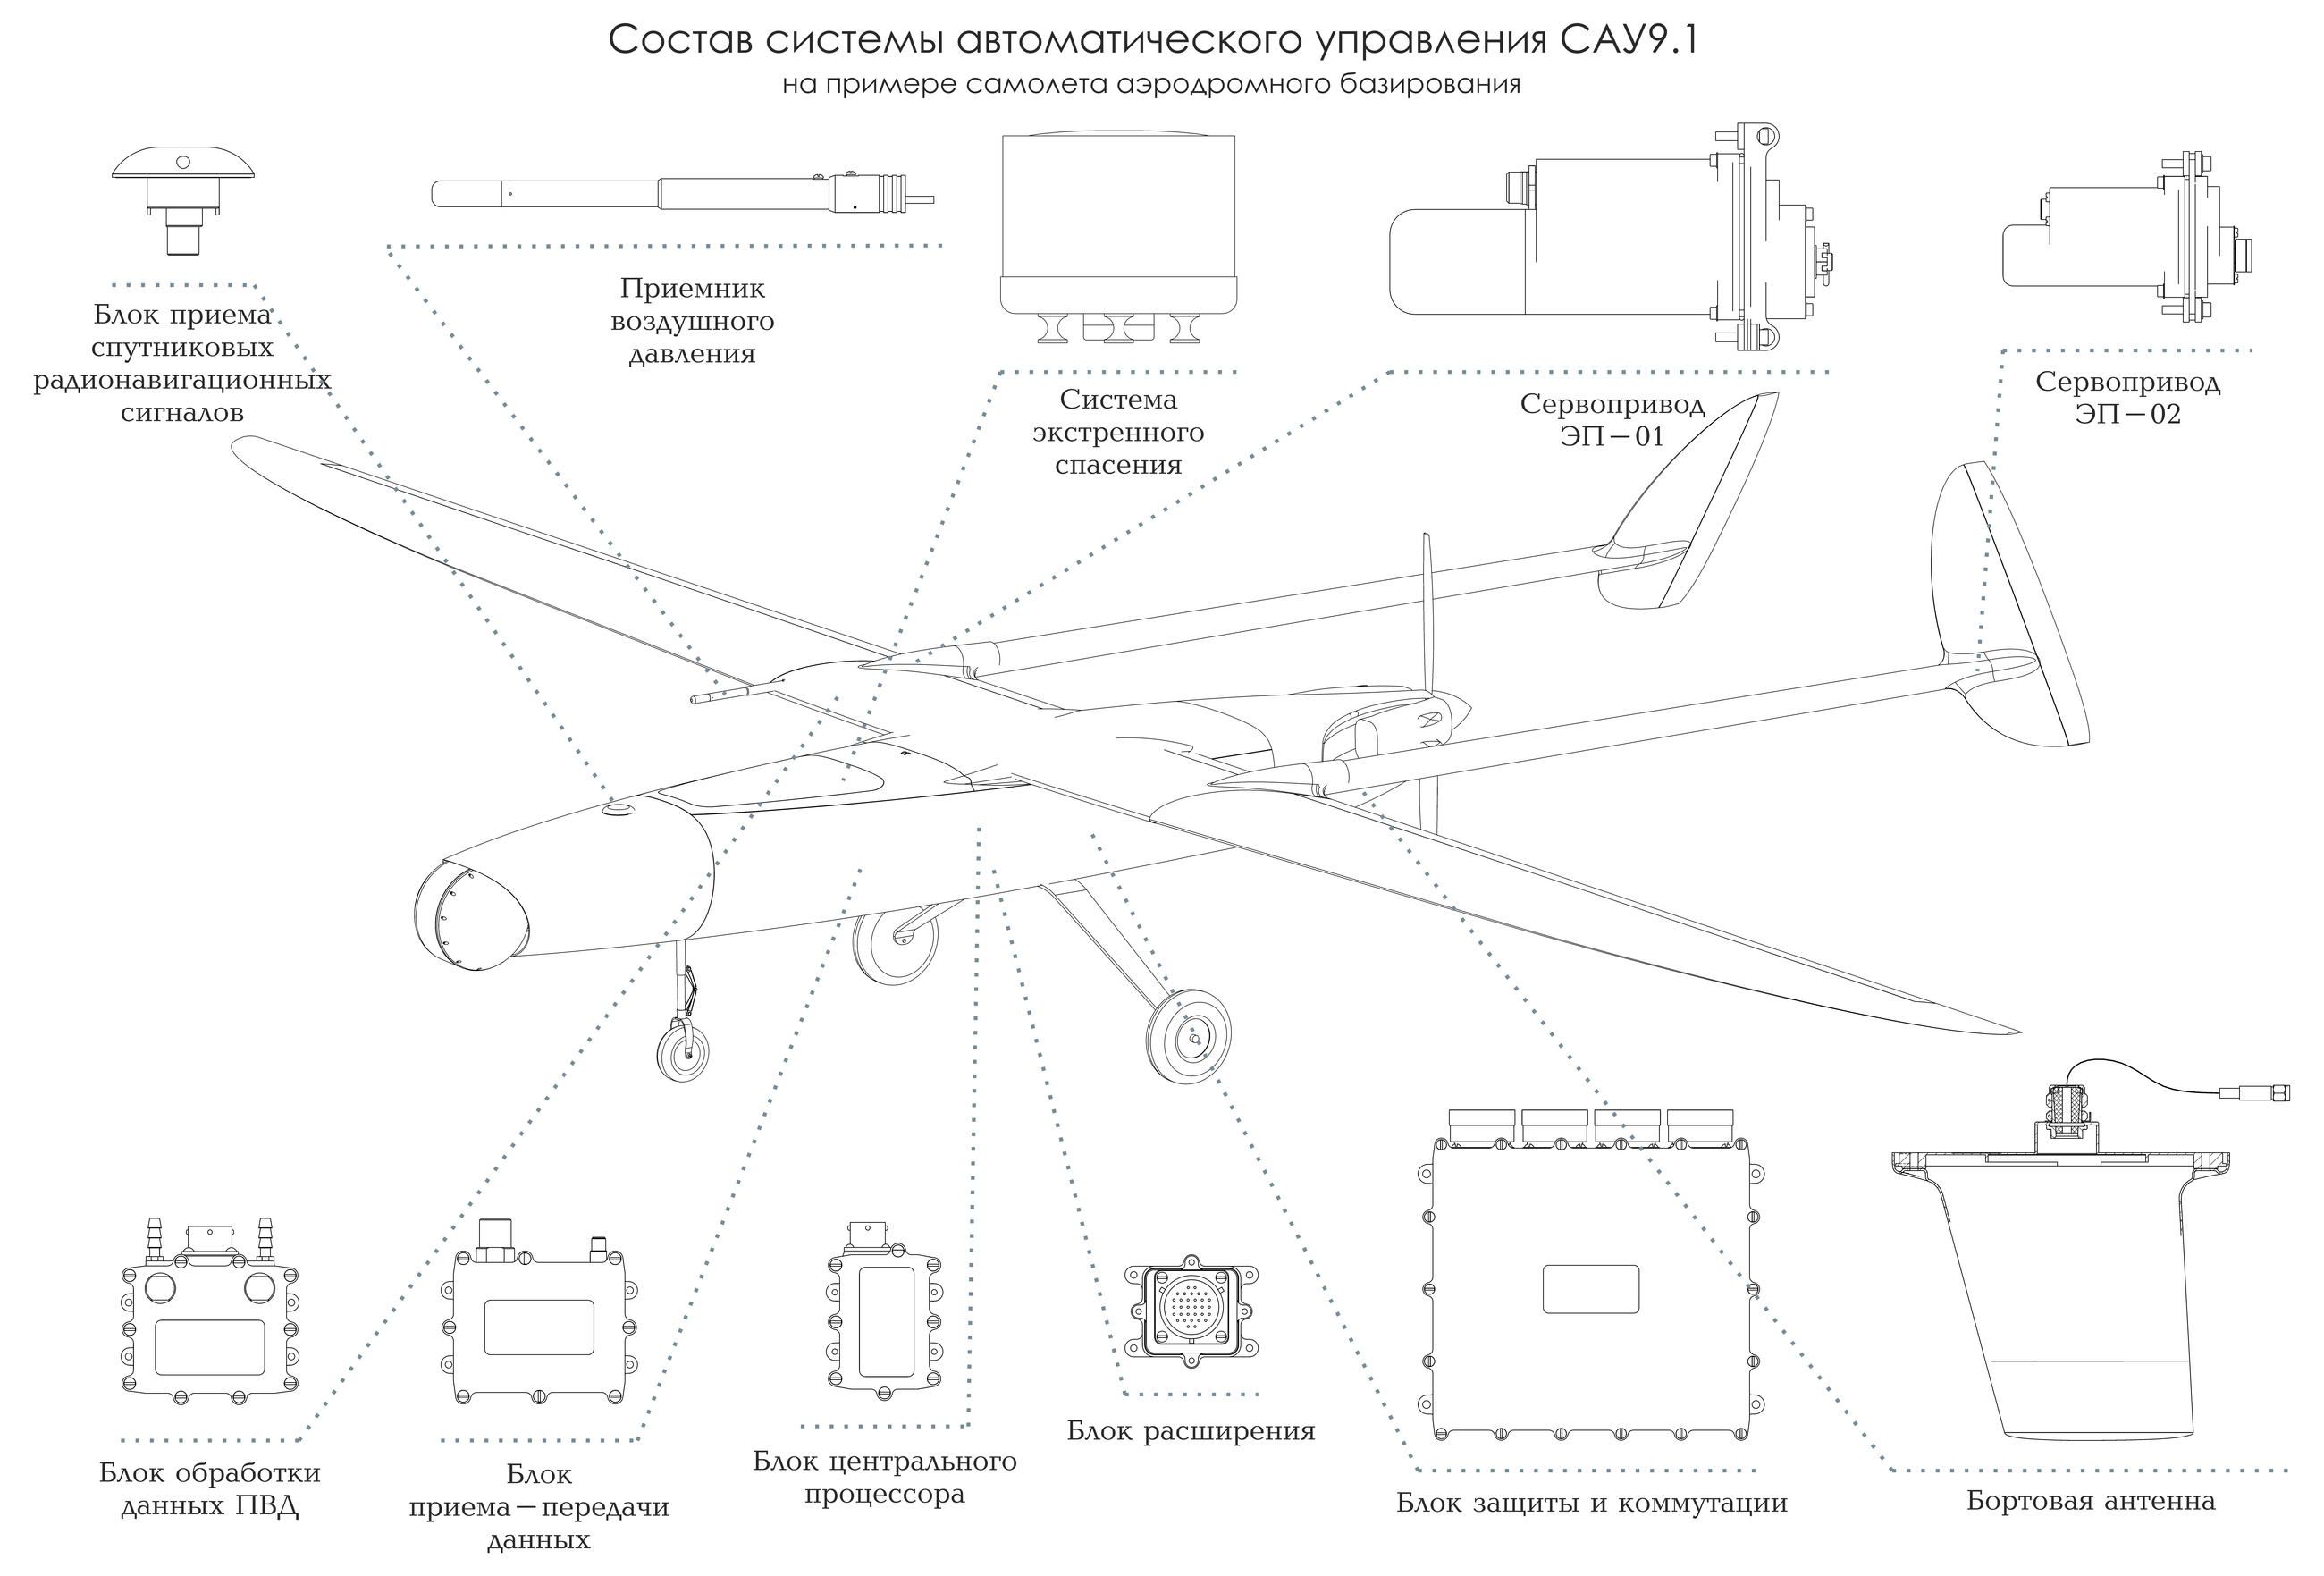 Состав системы автоматического управления САУ9.1
на примере самолета аэродромного базирования
Блок приема
спутниковых
радионавигационных
сигналов
Приемник
воздушного
давления
Система
экстренного
спасения
Сервопривод
ЭП−01
Сервопривод
ЭП−02
Блок обработки
данных ПВД
Блок
приема−передачи
данных
Блок центрального
процессора
Блок расширения
Блок защиты и коммутации
Бортовая антенна